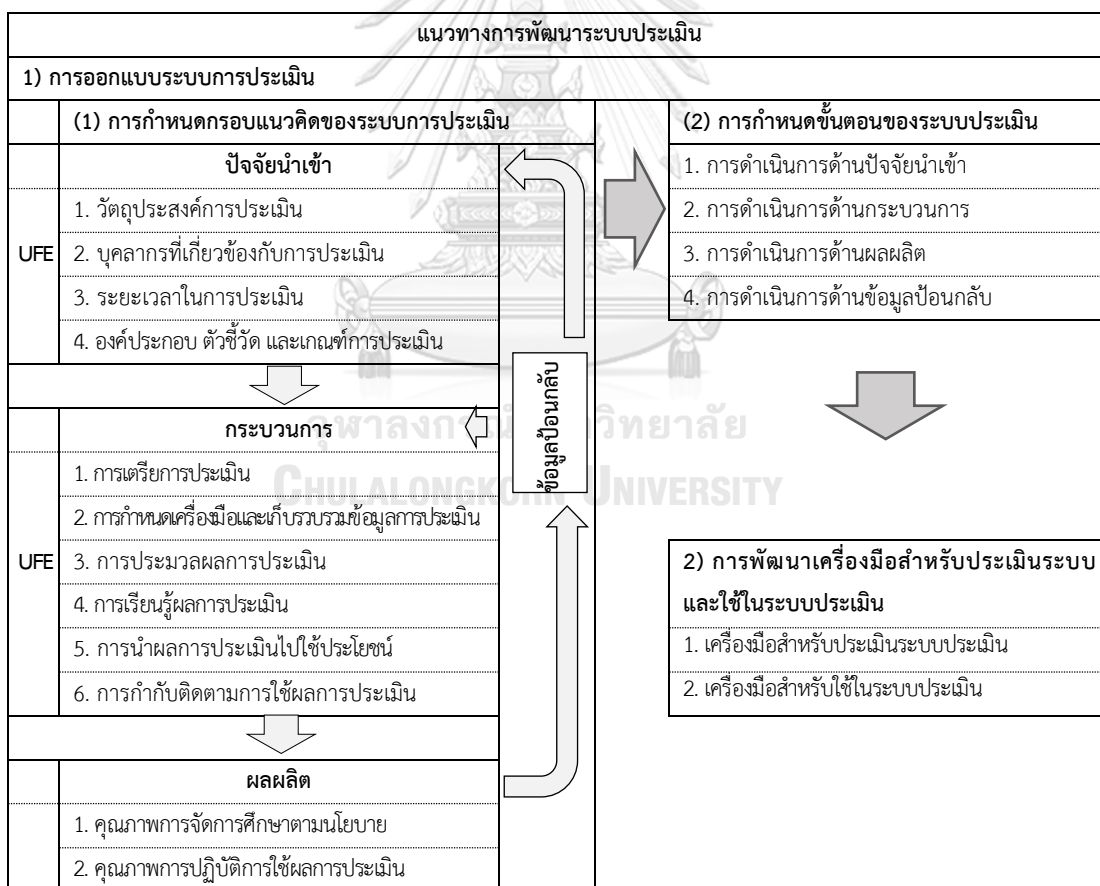 แนวทางการพัฒนาระบบประเมิน
1) การออกแบบระบบการประเมิน
(1) การกำหนดกรอบแนวคิดของระบบการประเมิน
ปัจจัยนำเข้า
UFE
1. วัตถุประสงค์การประเมิน
2. บุคลากรที่เกี่ยวข้องกับการประเมิน
3. ระยะเวลาในการประเมิน
4. องค์ประกอบ ตัวชี้วัด และเกณฑ์การประเมิน
กระบวนการ
UFE
1. การเตรียการประเมิน
2. การกำหนดเครื่องมือและเก็บรวบรวมข้อมูลการประเมิน
3. การประมวลผลการประเมิน
4. การเรียนรู้ผลการประเมิน
5. การนำผลการประเมินไปใช้ประโยชน์
6. การกำกับติดตามการใช้ผลการประเมิน
ผลผลิต
1. คุณภาพการจัดการศึกษาตามนโยบาย
2. คุณภาพการปฏิบัติการใช้ผลการประเมิน
ข้อมูลป้อนกลับ
(2) การกำหนดขั้นตอนของระบบประเมิน
1. การดำเนินการด้านปัจจัยนำเข้า
2. การดำเนินการด้านกระบวนการ
3. การดำเนินการด้านผลผลิต
4. การดำเนินการด้านข้อมูลป้อนกลับ
2) การพัฒนาเครื่องมือสำหรับประเมินระบบ
และใช้ในระบบประเมิน
1. เครื่องมือสำหรับประเมินระบบประเมิน
2. เครื่องมือสำหรับใช้ในระบบประเมิน
CHULALONGKORN UNIVERSITY